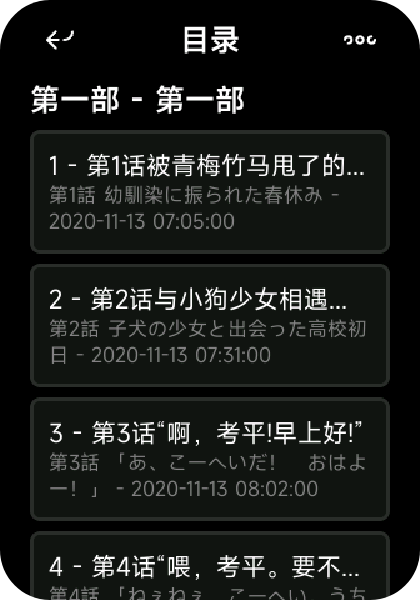 目录
第一部 - 第一部
1 - 第1话被青梅竹马甩了的...
第1話 幼馴染に振られた春休み -
2020-11-13 07:05:00
2 - 第2话与小狗少女相遇...
第2話 子犬の少女と出会った高校初
日 - 2020-11-13 07:31:00
3 - 第3话“啊，考平!早上好!”
第3話 「あ、こーへいだ！　おはよ
ー！」 - 2020-11-13 08:02:00
4 - 第4话“喂，考平。要不...
第4話 「ねぇねぇ、こーへい、うち